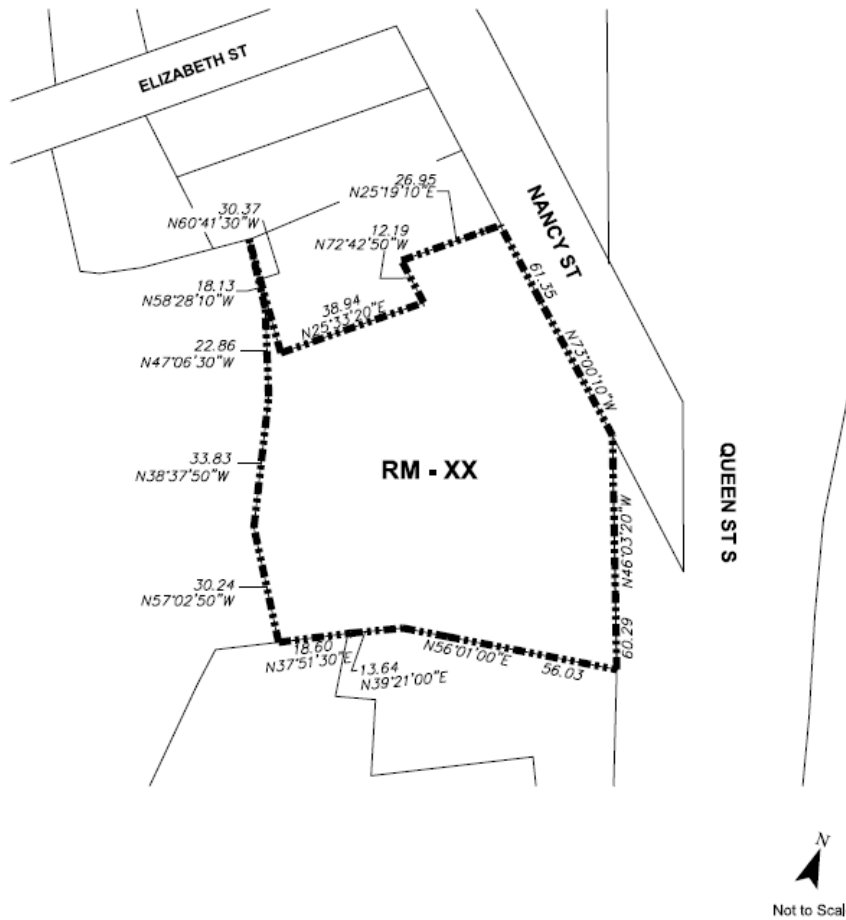 ELIZABETH ST
26.95
N25°19'10"E
30.37
N60°41'30"W
12.19
N72°42'50"W
NANCY ST
18.13
N58°28'10"W
61.35
38.94
N25°33'20"E
22.86
N47°06'30"W
N73°00'10"W
33.83
N38°37'50"W
RM - XX
QUEEN ST S
N46°03'20"W
30.24
N57°02'50"W
60.29
18.60
N37°51'30"E
13.64
N39°21'00"E
N56°01'00"E
56.03
N
Not to Scal